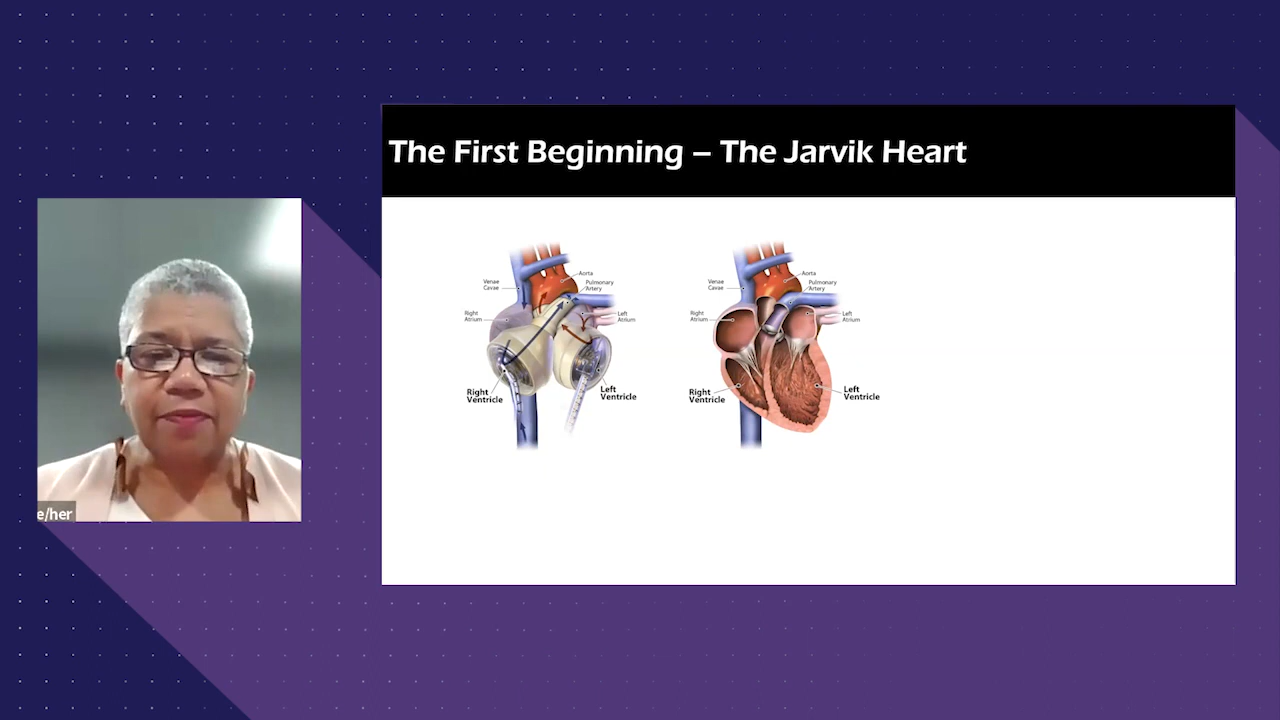 The First Beginning – The Jarvik Heart
Aorta
Venae
Cavae
Pulmonary
Artery
Right
Atrium
Left
Atrium
Right
Ventricle
Left
Ventricle
Aorta
Venae
Cavae
Pulmonary
Artery
Right
Atrium
Left
Atrium
Right
Ventricle
Left
Ventricle
e/her